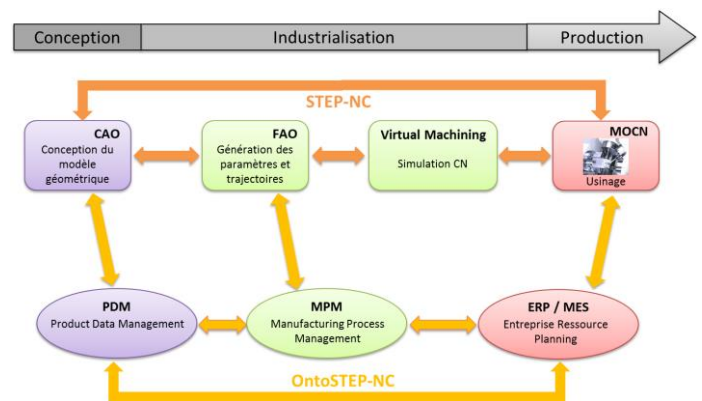 Conception
Industrialisation
Production
STEP-NC
CAO
Conception du
modèle
géométrique
FAO
Génération des
paramètres et
trajectoires
Virtual Machining
Simulation CN
MOCN
Usinage
PDM
Product Data Management
MPM
Manufacturing Process
Management
ERP / MES
Entreprise Ressource
Planning
OntoSTEP-NC